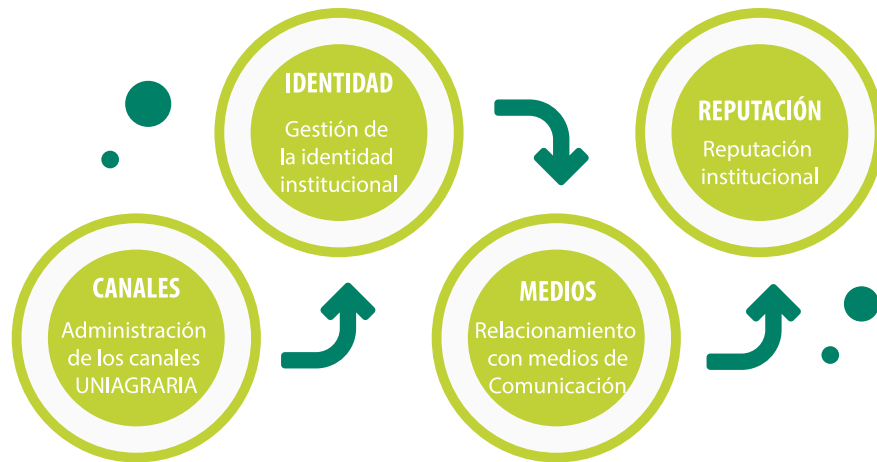 CANALES
Administración
de los canales
UNIAGRARIA
IDENTIDAD
Gestión de
la identidad
institucional
MEDIOS
Relacionamiento
con medios de
Comunicación
REPUTACIÓN
Reputación
institucional